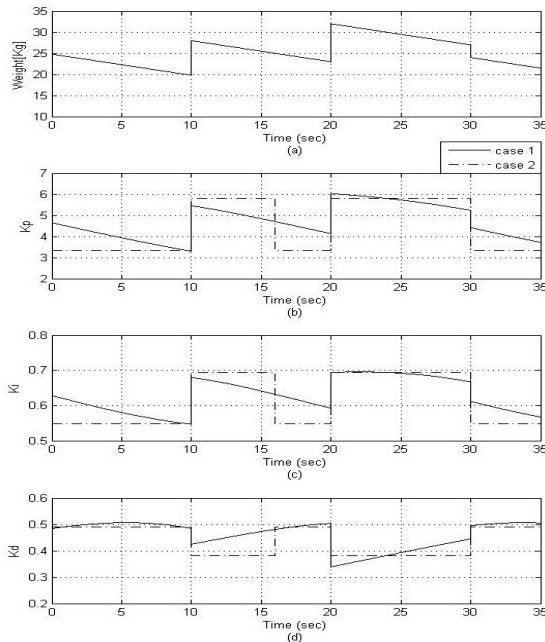 35
30
25
20
15
10
Weight[Kg]
0 5 10 15 20 25 30 35
Time (sec)
(a)
case 1
case 2
7
6
5
4
3
2
Kp
0 5 10 15 20 25 30 35
Time (sec)
(b)
0.8
0.7
0.6
0.5
Ki
0 5 10 15 20 25 30 35
Time (sec)
(c)
0.6
0.5
0.4
0.3
0.2
Kd
0 5 10 15 20 25 30 35
Time (sec)
(d)